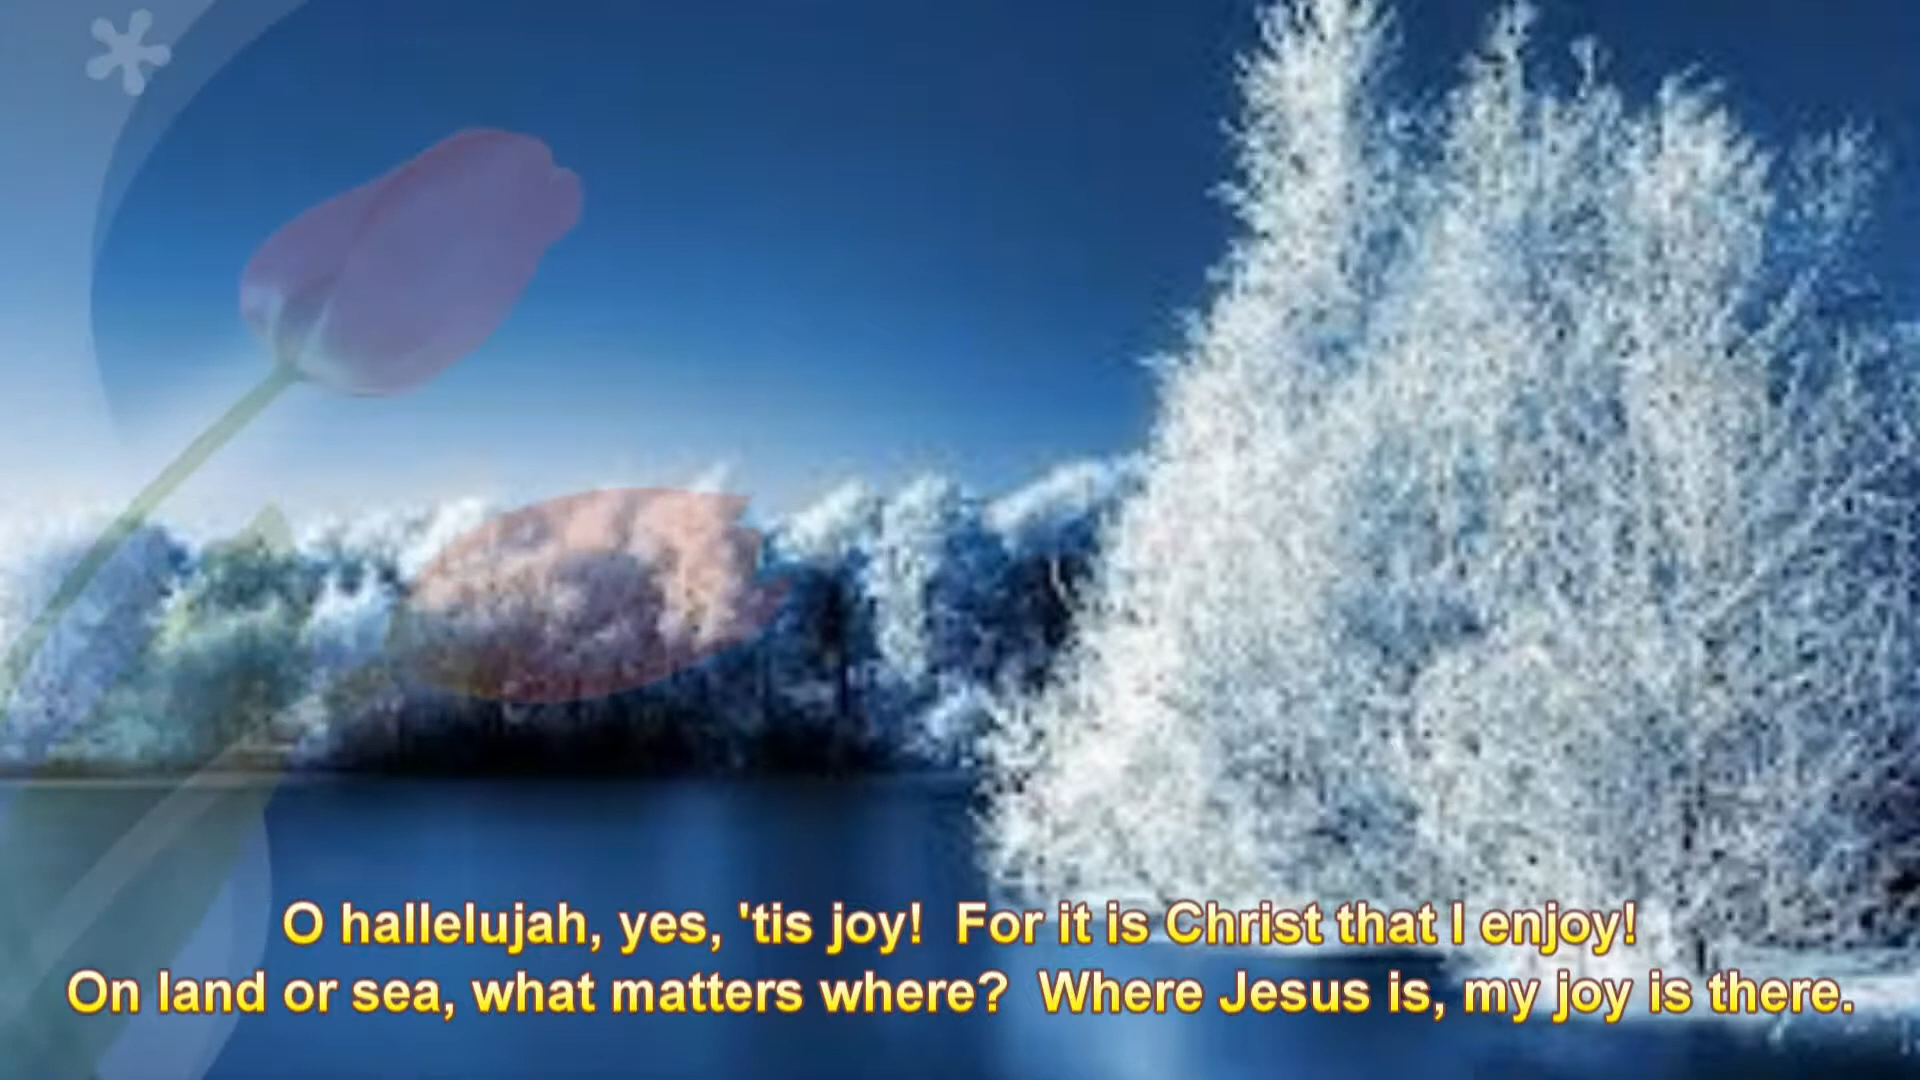 O hallelujah, yes, 'tis joy!  For it is Christ that I enjoy!
On land or sea, what matters where?  Where Jesus is, my joy is there.